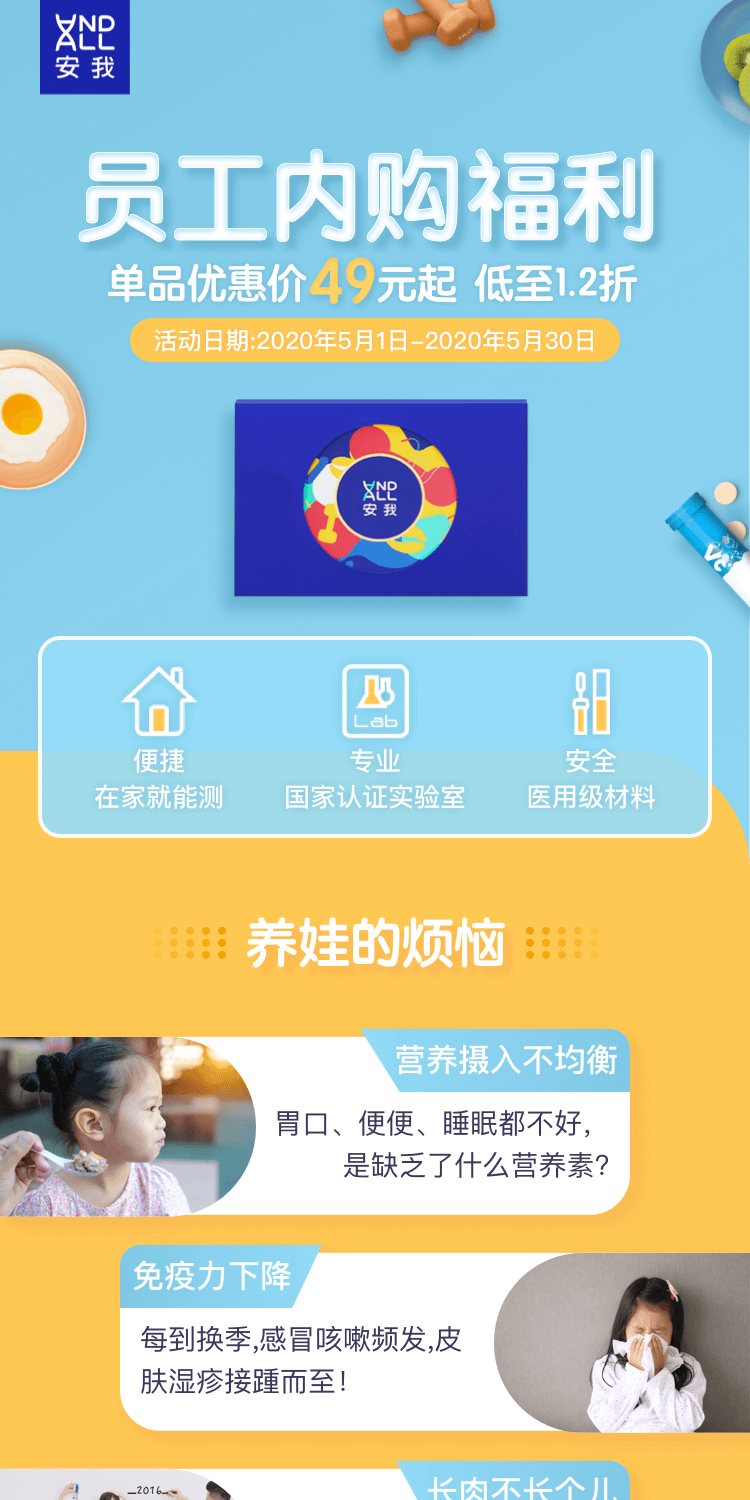 AND
ALL
安我
员工内购福利
单品优惠价49元起 低至1.2折
活动日期:2020年5月1日-2020年5月30日
AND
ALL
安我
Lab
便捷
专业
安全
在家就能测
国家认证实验室
医用级材料
养娃的烦恼
营养摄入不均衡
胃口、便便、睡眠都不好,
是缺乏了什么营养素?
免疫力下降
每到换季,感冒咳嗽频发,皮
肤湿疹接踵而至!
2016
长肉不长个儿